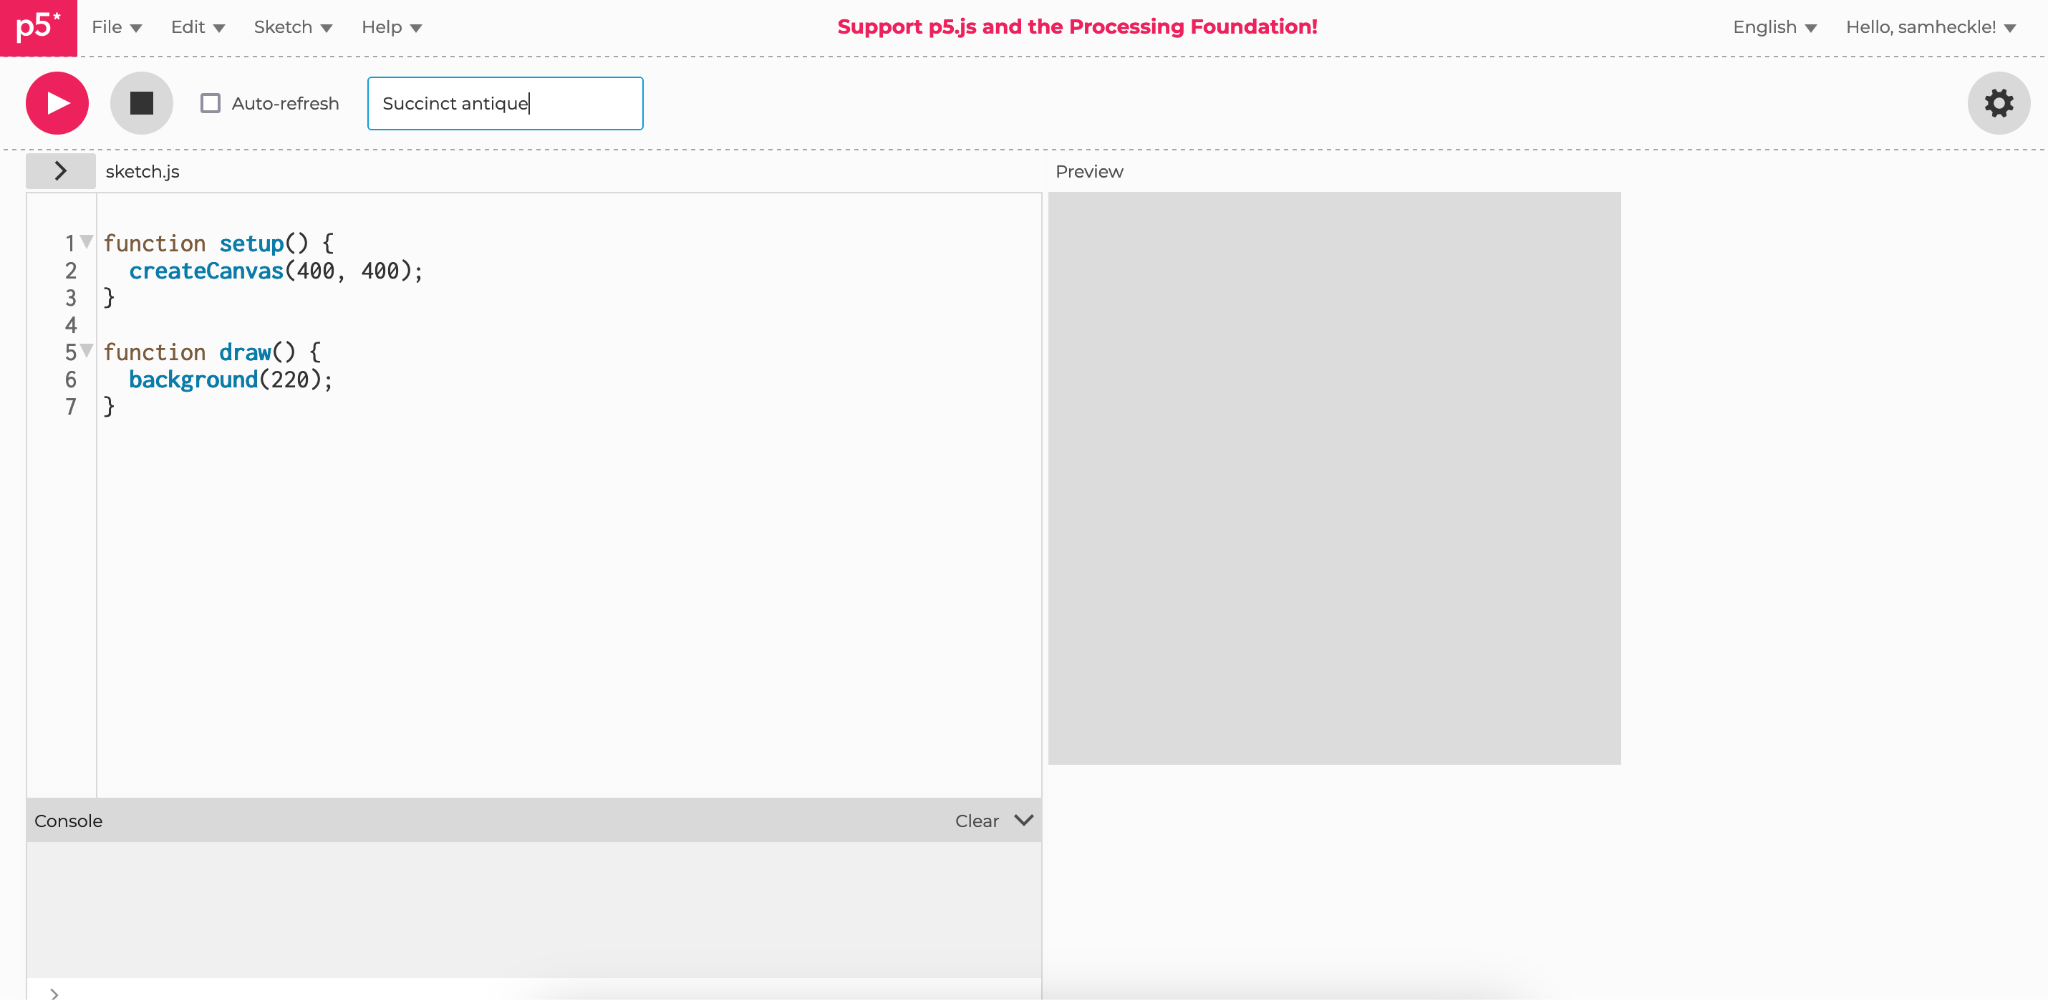 p5* File Edit Sketch Help Support p5.js and the Processing Foundation! English Hello, samheckle!
Auto-refresh Succinct antique
sketch.js
1 function setup() {
2   createCanvas(400, 400);
3 }
4
5 function draw() {
6   background(220);
7 }
Console Clear
>
Preview